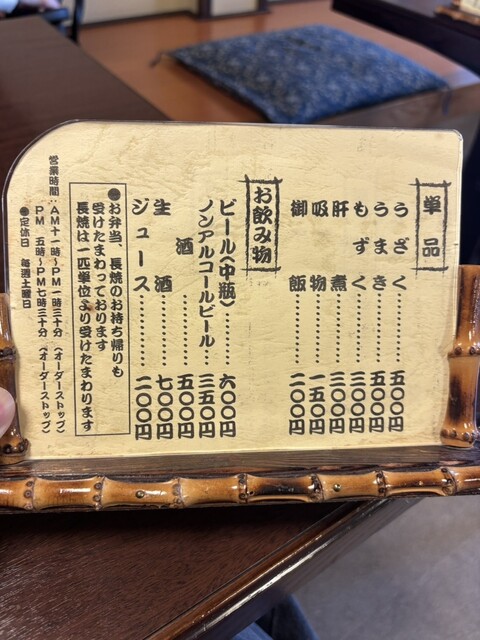 単品
うざく…………五〇〇円
うまき…………五〇〇円
もずく…………三〇〇円
肝煮…………三〇〇円
吸物…………一五〇円
御飯…………二〇〇円
お飲み物
ビール(中瓶)………六〇〇円
ノンアルコールビール…三五〇円
酒…………五〇〇円
生酒…………七〇〇円
ジュース…………二〇〇円
●お弁当、長焼のお持ち帰りも
受けたまわっております
長焼は一匹単位より受けたまわります
営業時間:AM十一時~PM一時三十分(オーダーストップ)
PM五時~PM七時三十分(オーダーストップ)
●定休日 毎週土曜日